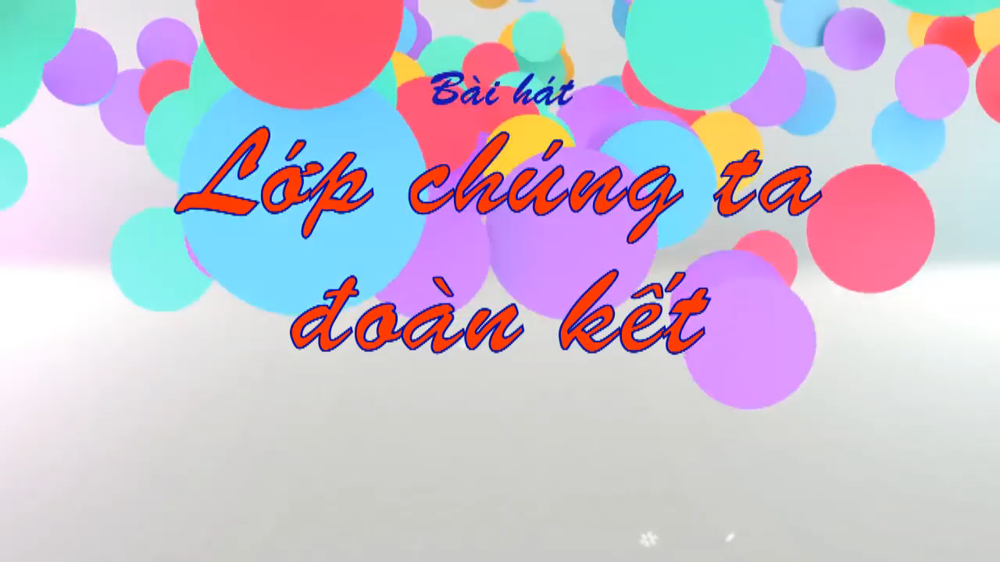 Bài hát
Lớp chúng ta
đoàn kết